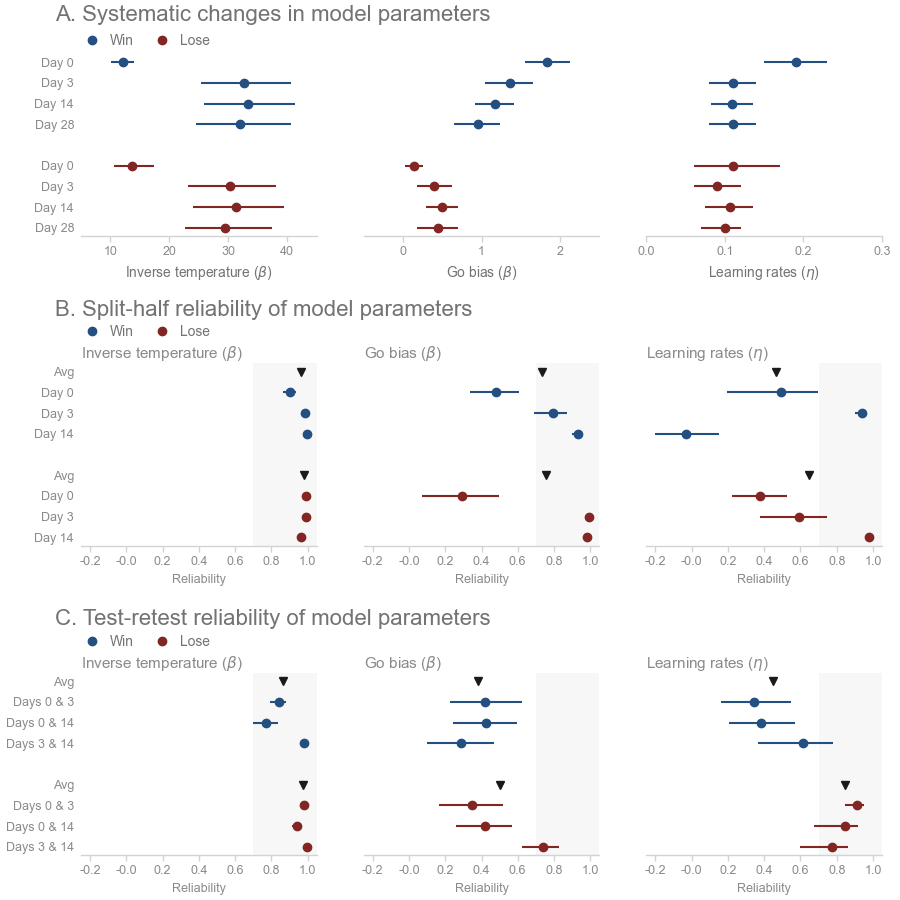 A. Systematic changes in model parameters
Win Lose
Day 0
Day 3
Day 14
Day 28
Day 0
Day 3
Day 14
Day 28
10 20 30 40
Inverse temperature (β)
0 1 2
Go bias (β)
0.0 0.1 0.2 0.3
Learning rates (η)
B. Split-half reliability of model parameters
Win Lose
Inverse temperature (β) Go bias (β) Learning rates (η)
Avg
Day 0
Day 3
Day 14
Avg
Day 0
Day 3
Day 14
-0.2 -0.0 0.2 0.4 0.6 0.8 1.0
Reliability
-0.2 -0.0 0.2 0.4 0.6 0.8 1.0
Reliability
-0.2 -0.0 0.2 0.4 0.6 0.8 1.0
Reliability
C. Test-retest reliability of model parameters
Win Lose
Inverse temperature (β) Go bias (β) Learning rates (η)
Avg
Days 0 & 3
Days 0 & 14
Days 3 & 14
Avg
Days 0 & 3
Days 0 & 14
Days 3 & 14
-0.2 -0.0 0.2 0.4 0.6 0.8 1.0
Reliability
-0.2 -0.0 0.2 0.4 0.6 0.8 1.0
Reliability
-0.2 -0.0 0.2 0.4 0.6 0.8 1.0
Reliability